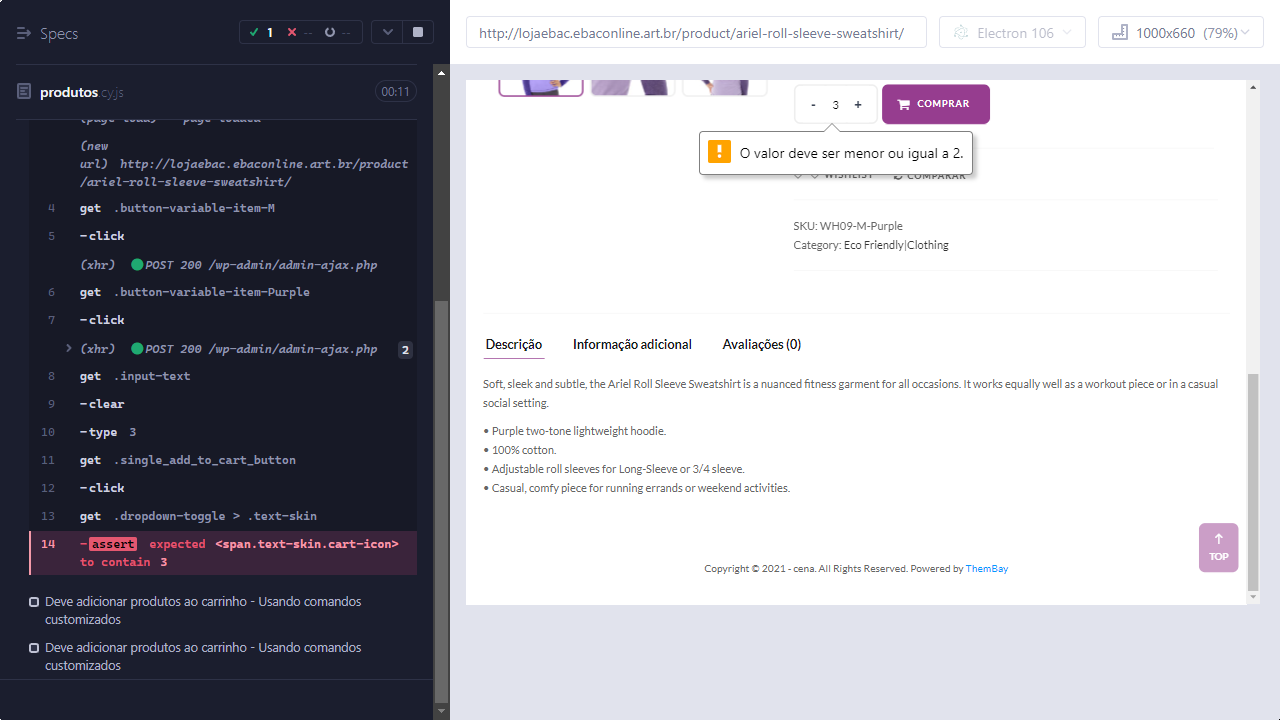 Specs
1
--
--
http://lojaebac.ebaconline.art.br/product/ariel-roll-sleeve-sweatshirt/
Electron 106
1000x660 (79%)
produtos.cy.js
00:11
(page load) --page loaded--
(new
url) http://lojaebac.ebaconline.art.br/product
/ariel-roll-sleeve-sweatshirt/
4 get .button-variable-item-M
5 -click
(xhr) POST 200 /wp-admin/admin-ajax.php
6 get .button-variable-item-Purple
7 -click
(xhr) POST 200 /wp-admin/admin-ajax.php 2
8 get .input-text
9 -clear
10 -type 3
11 get .single_add_to_cart_button
12 -click
13 get .dropdown-toggle > .text-skin
14 -assert expected <span.text-skin.cart-icon>
to contain 3
Deve adicionar produtos ao carrinho - Usando comandos
customizados
Deve adicionar produtos ao carrinho - Usando comandos
customizados
- 3 +
COMPRAR
O valor deve ser menor ou igual a 2.
WISHLIST
COMPARAR
SKU: WH09-M-Purple
Category: Eco Friendly|Clothing
Descrição
Informação adicional
Avaliações (0)
Soft, sleek and subtle, the Ariel Roll Sleeve Sweatshirt is a nuanced fitness garment for all occasions. It works equally well as a workout piece or in a casual
social setting.
• Purple two-tone lightweight hoodie.
• 100% cotton.
• Adjustable roll sleeves for Long-Sleeve or 3/4 sleeve.
• Casual, comfy piece for running errands or weekend activities.
TOP
Copyright © 2021 - cena. All Rights Reserved. Powered by ThemBay